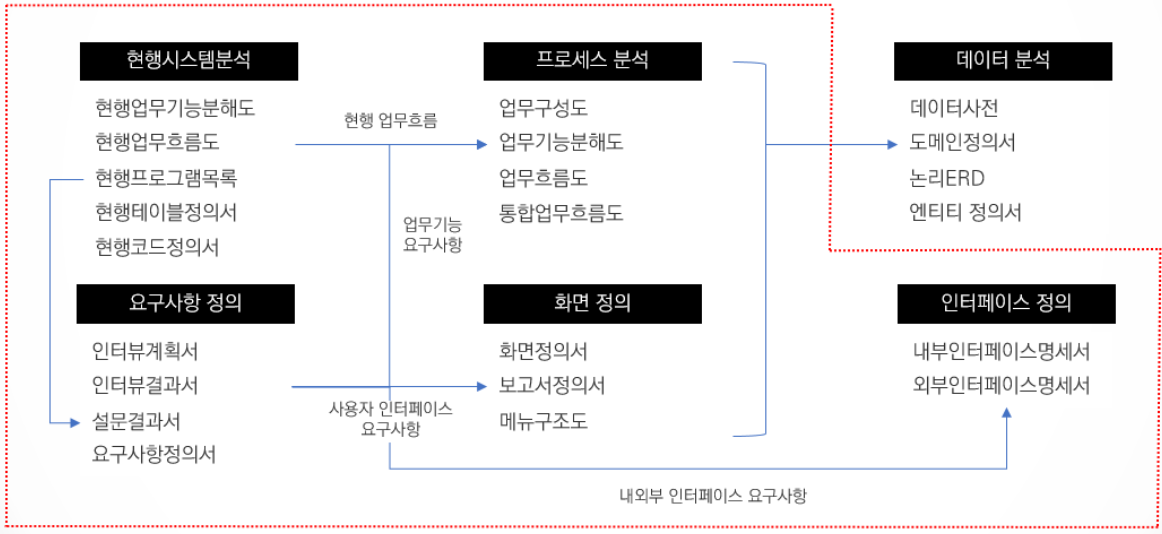 현행시스템분석
현행업무기능분해도
현행업무흐름도
현행프로그램목록
현행테이블정의서
현행코드정의서
현행 업무흐름
업무기능
요구사항
프로세스 분석
업무구성도
업무기능분해도
업무흐름도
통합업무흐름도
데이터 분석
데이터사전
도메인정의서
논리ERD
엔티티 정의서
요구사항 정의
인터뷰계획서
인터뷰결과서
설문결과서
요구사항정의서
사용자 인터페이스
요구사항
화면 정의
화면정의서
보고서정의서
메뉴구조도
인터페이스 정의
내부인터페이스명세서
외부인터페이스명세서
내외부 인터페이스 요구사항